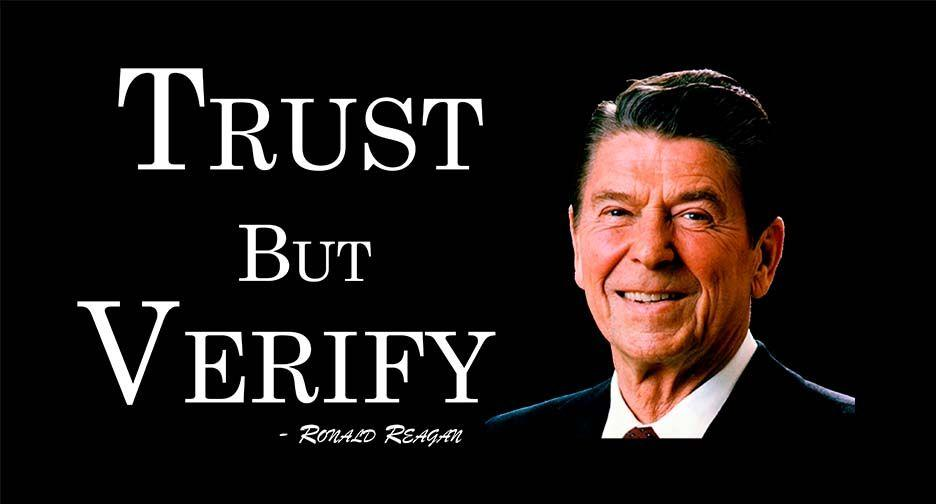 Trust
But
Verify
- Ronald Reagan